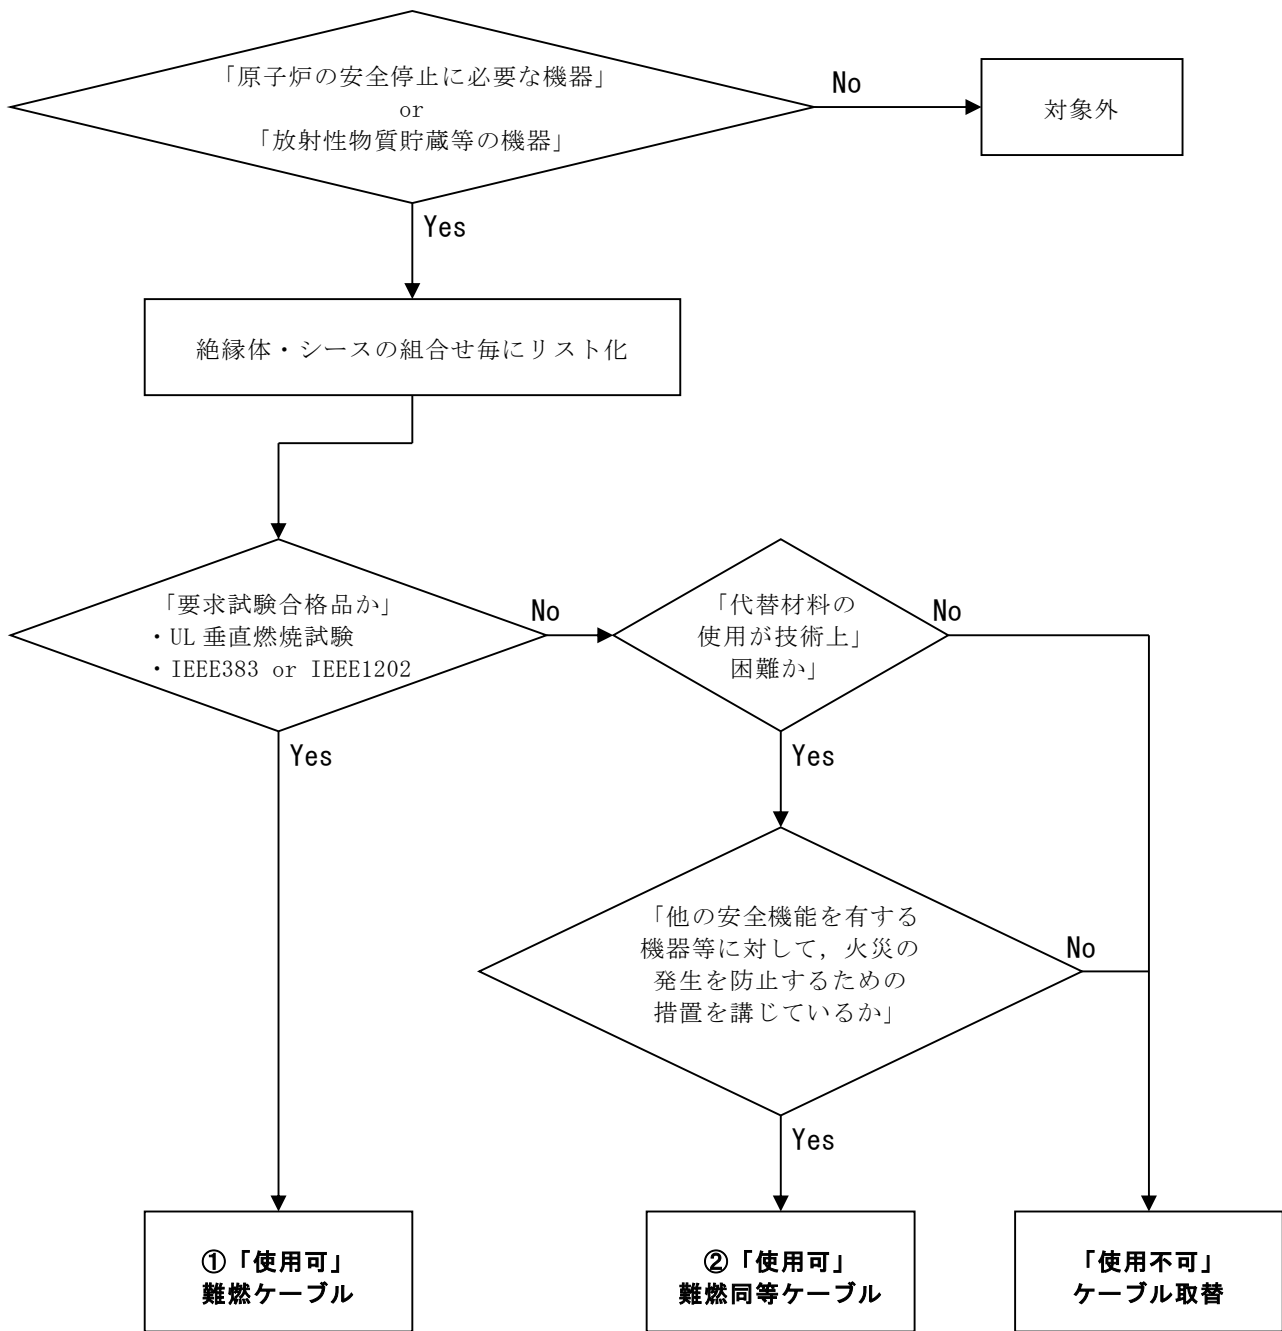 「原子炉の安全停止に必要な機器」
or
「放射性物質貯蔵等の機器」
No
対象外
Yes
絶縁体・シースの組合せ毎にリスト化
「要求試験合格品か」
・UL 垂直燃焼試験
・IEEE383 or IEEE1202
No
「代替材料の
使用が技術上」
困難か」
No
Yes
Yes
「他の安全機能を有する
機器等に対して，火災の
発生を防止するための
措置を講じているか」
No
Yes
①「使用可」
難燃ケーブル
②「使用可」
難燃同等ケーブル
「使用不可」
ケーブル取替